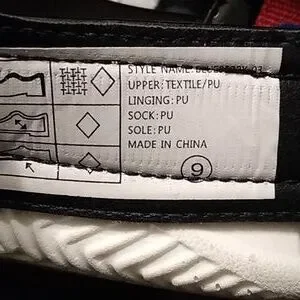 STYLE NAME:
UPPER: TEXTILE/PU
LINGING: PU
SOCK: PU
SOLE: PU
MADE IN CHINA
9